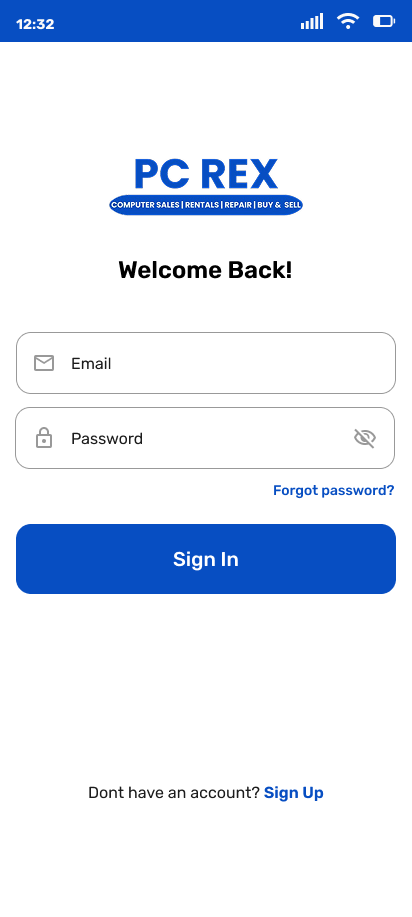 12:32
PC REX
COMPUTER SALES | RENTALS | REPAIR | BUY & SELL
Welcome Back!
Email
Password
Forgot password?
Sign In
Dont have an account? Sign Up